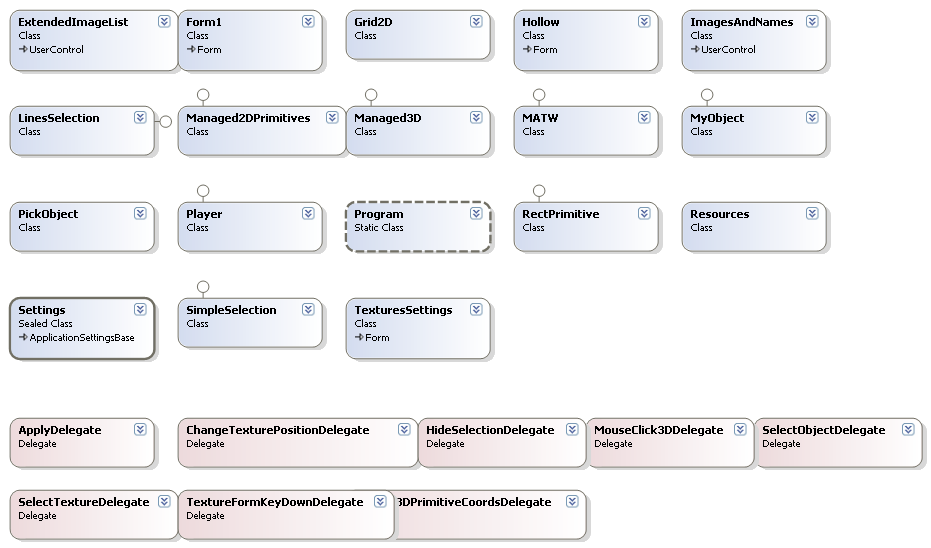 ExtendedImageList
Class
UserControl
Form1
Class
Form
Grid2D
Class
Hollow
Class
Form
ImagesAndNames
Class
UserControl
LinesSelection
Class
Managed2DPrimitives
Class
Managed3D
Class
MATW
Class
MyObject
Class
PickObject
Class
Player
Class
Program
Static Class
RectPrimitive
Class
Resources
Class
Settings
Sealed Class
ApplicationSettingsBase
SimpleSelection
Class
TexturesSettings
Class
Form
ApplyDelegate
Delegate
ChangeTexturePositionDelegate
Delegate
HideSelectionDelegate
Delegate
MouseClick3DDelegate
Delegate
SelectObjectDelegate
Delegate
SelectTextureDelegate
Delegate
TextureFormKeyDownDelegate
Delegate
3DPrimitiveCoordsDelegate